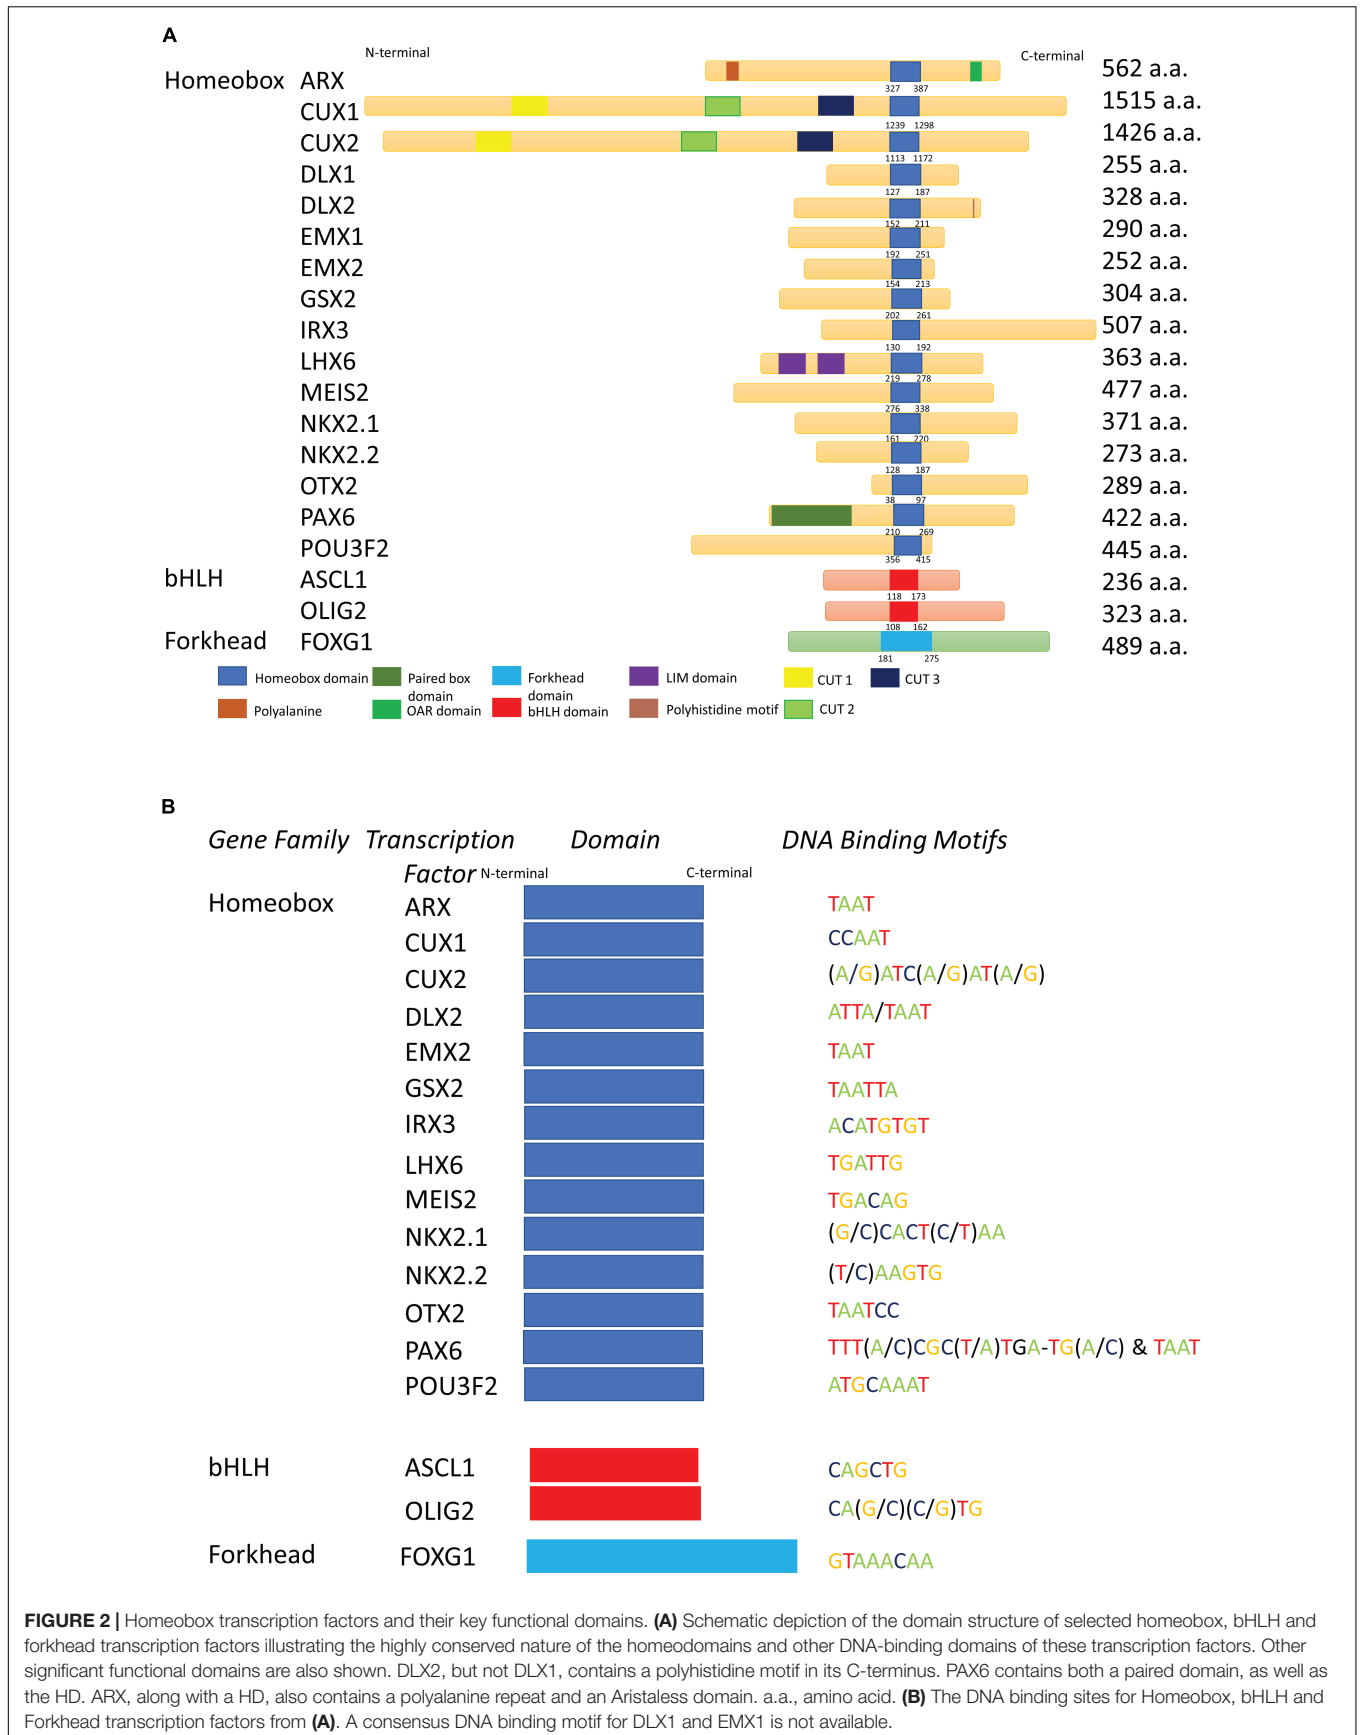 A
N-terminal C-terminal
Homeobox ARX 562 a.a.
327 387
CUX1 1515 a.a.
1239 1298
CUX2 1426 a.a.
1113 1172
DLX1 255 a.a.
127 187
DLX2 328 a.a.
152 211
EMX1 290 a.a.
192 251
EMX2 252 a.a.
154 213
GSX2 304 a.a.
202 261
IRX3 507 a.a.
130 192
LHX6 363 a.a.
219 278
MEIS2 477 a.a.
276 338
NKX2.1 371 a.a.
161 220
NKX2.2 273 a.a.
128 187
OTX2 289 a.a.
38 97
PAX6 422 a.a.
210 269
POU3F2 445 a.a.
356 415
bHLH ASCL1 236 a.a.
118 173
OLIG2 323 a.a.
108 162
Forkhead FOXG1 489 a.a.
181 275
Homeobox domain Paired box domain Forkhead domain LIM domain CUT 1 CUT 3
Polyalanine OAR domain bHLH domain Polyhistidine motif CUT 2
B
Gene Family Transcription Factor Domain DNA Binding Motifs
N-terminal C-terminal
Homeobox ARX TAAT
CUX1 CCAAT
CUX2 (A/G)ATC(A/G)AT(A/G)
DLX2 ATTA/TAAT
EMX2 TAAT
GSX2 TAATTA
IRX3 ACATGTGT
LHX6 TGATTG
MEIS2 TGACAG
NKX2.1 (G/C)CACT(C/T)AA
NKX2.2 (T/C)AAGTG
OTX2 TAATCC
PAX6 TTT(A/C)CGC(T/A)TGA-TG(A/C) & TAAT
POU3F2 ATGCAAAT
bHLH ASCL1 CAGCTG
OLIG2 CA(G/C)(C/G)TG
Forkhead FOXG1 GTAAACAA
FIGURE 2 | Homeobox transcription factors and their key functional domains. (A) Schematic depiction of the domain structure of selected homeobox, bHLH and
forkhead transcription factors illustrating the highly conserved nature of the homeodomains and other DNA-binding domains of these transcription factors. Other
significant functional domains are also shown. DLX2, but not DLX1, contains a polyhistidine motif in its C-terminus. PAX6 contains both a paired domain, as well as
the HD. ARX, along with a HD, also contains a polyalanine repeat and an Aristaless domain. a.a., amino acid. (B) The DNA binding sites for Homeobox, bHLH and
Forkhead transcription factors from (A). A consensus DNA binding motif for DLX1 and EMX1 is not available.